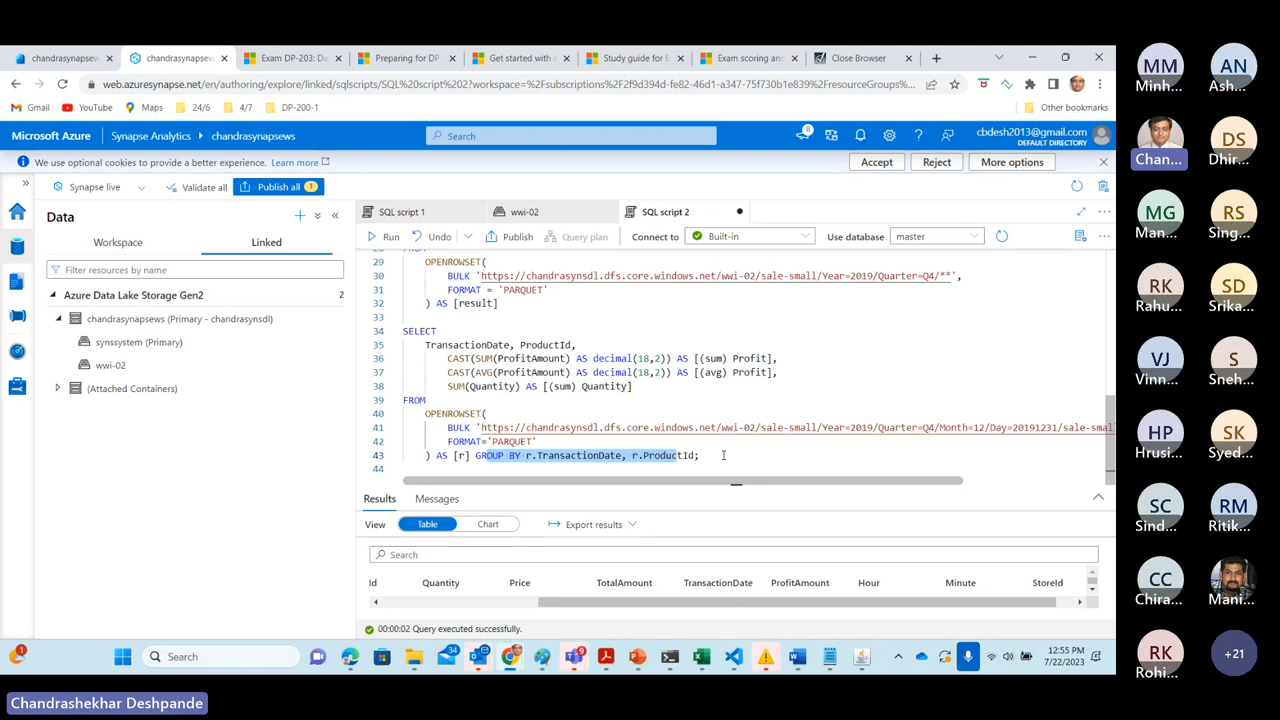 chandrasynapsew
chandrasynapsew
Exam DP-203: Da
Preparing for DP
Get started with
Study guide for E
Exam scoring an
Close Browser
web.azuresynapse.net/en/authoring/explore/linked/sqlscripts/SQL%20script%202?workspace=%2Fsubscriptions%2F2f9d394d-fe82-46d1-a347-75f730b1e839%2FresourceGroups%...
Gmail
YouTube
Maps
24/6
4/7
DP-200-1
Other bookmarks
Microsoft Azure
Synapse Analytics
chandrasynapsews
Search
8
cbdesh2013@gmail.com
DEFAULT DIRECTORY
We use optional cookies to provide a better experience. Learn more
Accept
Reject
More options
Synapse live
Validate all
Publish all 1
Data
Workspace
Linked
Filter resources by name
Azure Data Lake Storage Gen2 2
chandrasynapsews (Primary - chandrasynsdl)
synssystem (Primary)
wwi-02
(Attached Containers)
SQL script 1
wwi-02
SQL script 2
Run
Undo
Publish
Query plan
Connect to
Built-in
Use database
master
28 FROM
29 OPENROWSET(
30 BULK 'https://chandrasynsdl.dfs.core.windows.net/wwi-02/sale-small/Year=2019/Quarter=Q4/**',
31 FORMAT = 'PARQUET'
32 ) AS [result]
33
34 SELECT
35 TransactionDate, ProductId,
36 CAST(SUM(ProfitAmount) AS decimal(18,2)) AS [(sum) Profit],
37 CAST(AVG(ProfitAmount) AS decimal(18,2)) AS [(avg) Profit],
38 SUM(Quantity) AS [(sum) Quantity]
39 FROM
40 OPENROWSET(
41 BULK 'https://chandrasynsdl.dfs.core.windows.net/wwi-02/sale-small/Year=2019/Quarter=Q4/Month=12/Day=20191231/sale-smal
42 FORMAT='PARQUET'
43 ) AS [r] GROUP BY r.TransactionDate, r.ProductId;
44
Results
Messages
View
Table
Chart
Export results
Search
Id
Quantity
Price
TotalAmount
TransactionDate
ProfitAmount
Hour
Minute
StoreId
00:00:02 Query executed successfully.
1
Search
34
9
12:55 PM
7/22/2023
MM
Minh...
AN
Ash...
Chan...
DS
Dhir...
MG
Man...
RS
Sing...
RK
Rahu...
SD
Srika...
VJ
Vinn...
S
Sneh...
HP
Hrusi...
SK
Syed...
SC
Sind...
RM
Ritik...
CC
Chira...
Mani...
RK
Rohi...
+21
Chandrashekhar Deshpande